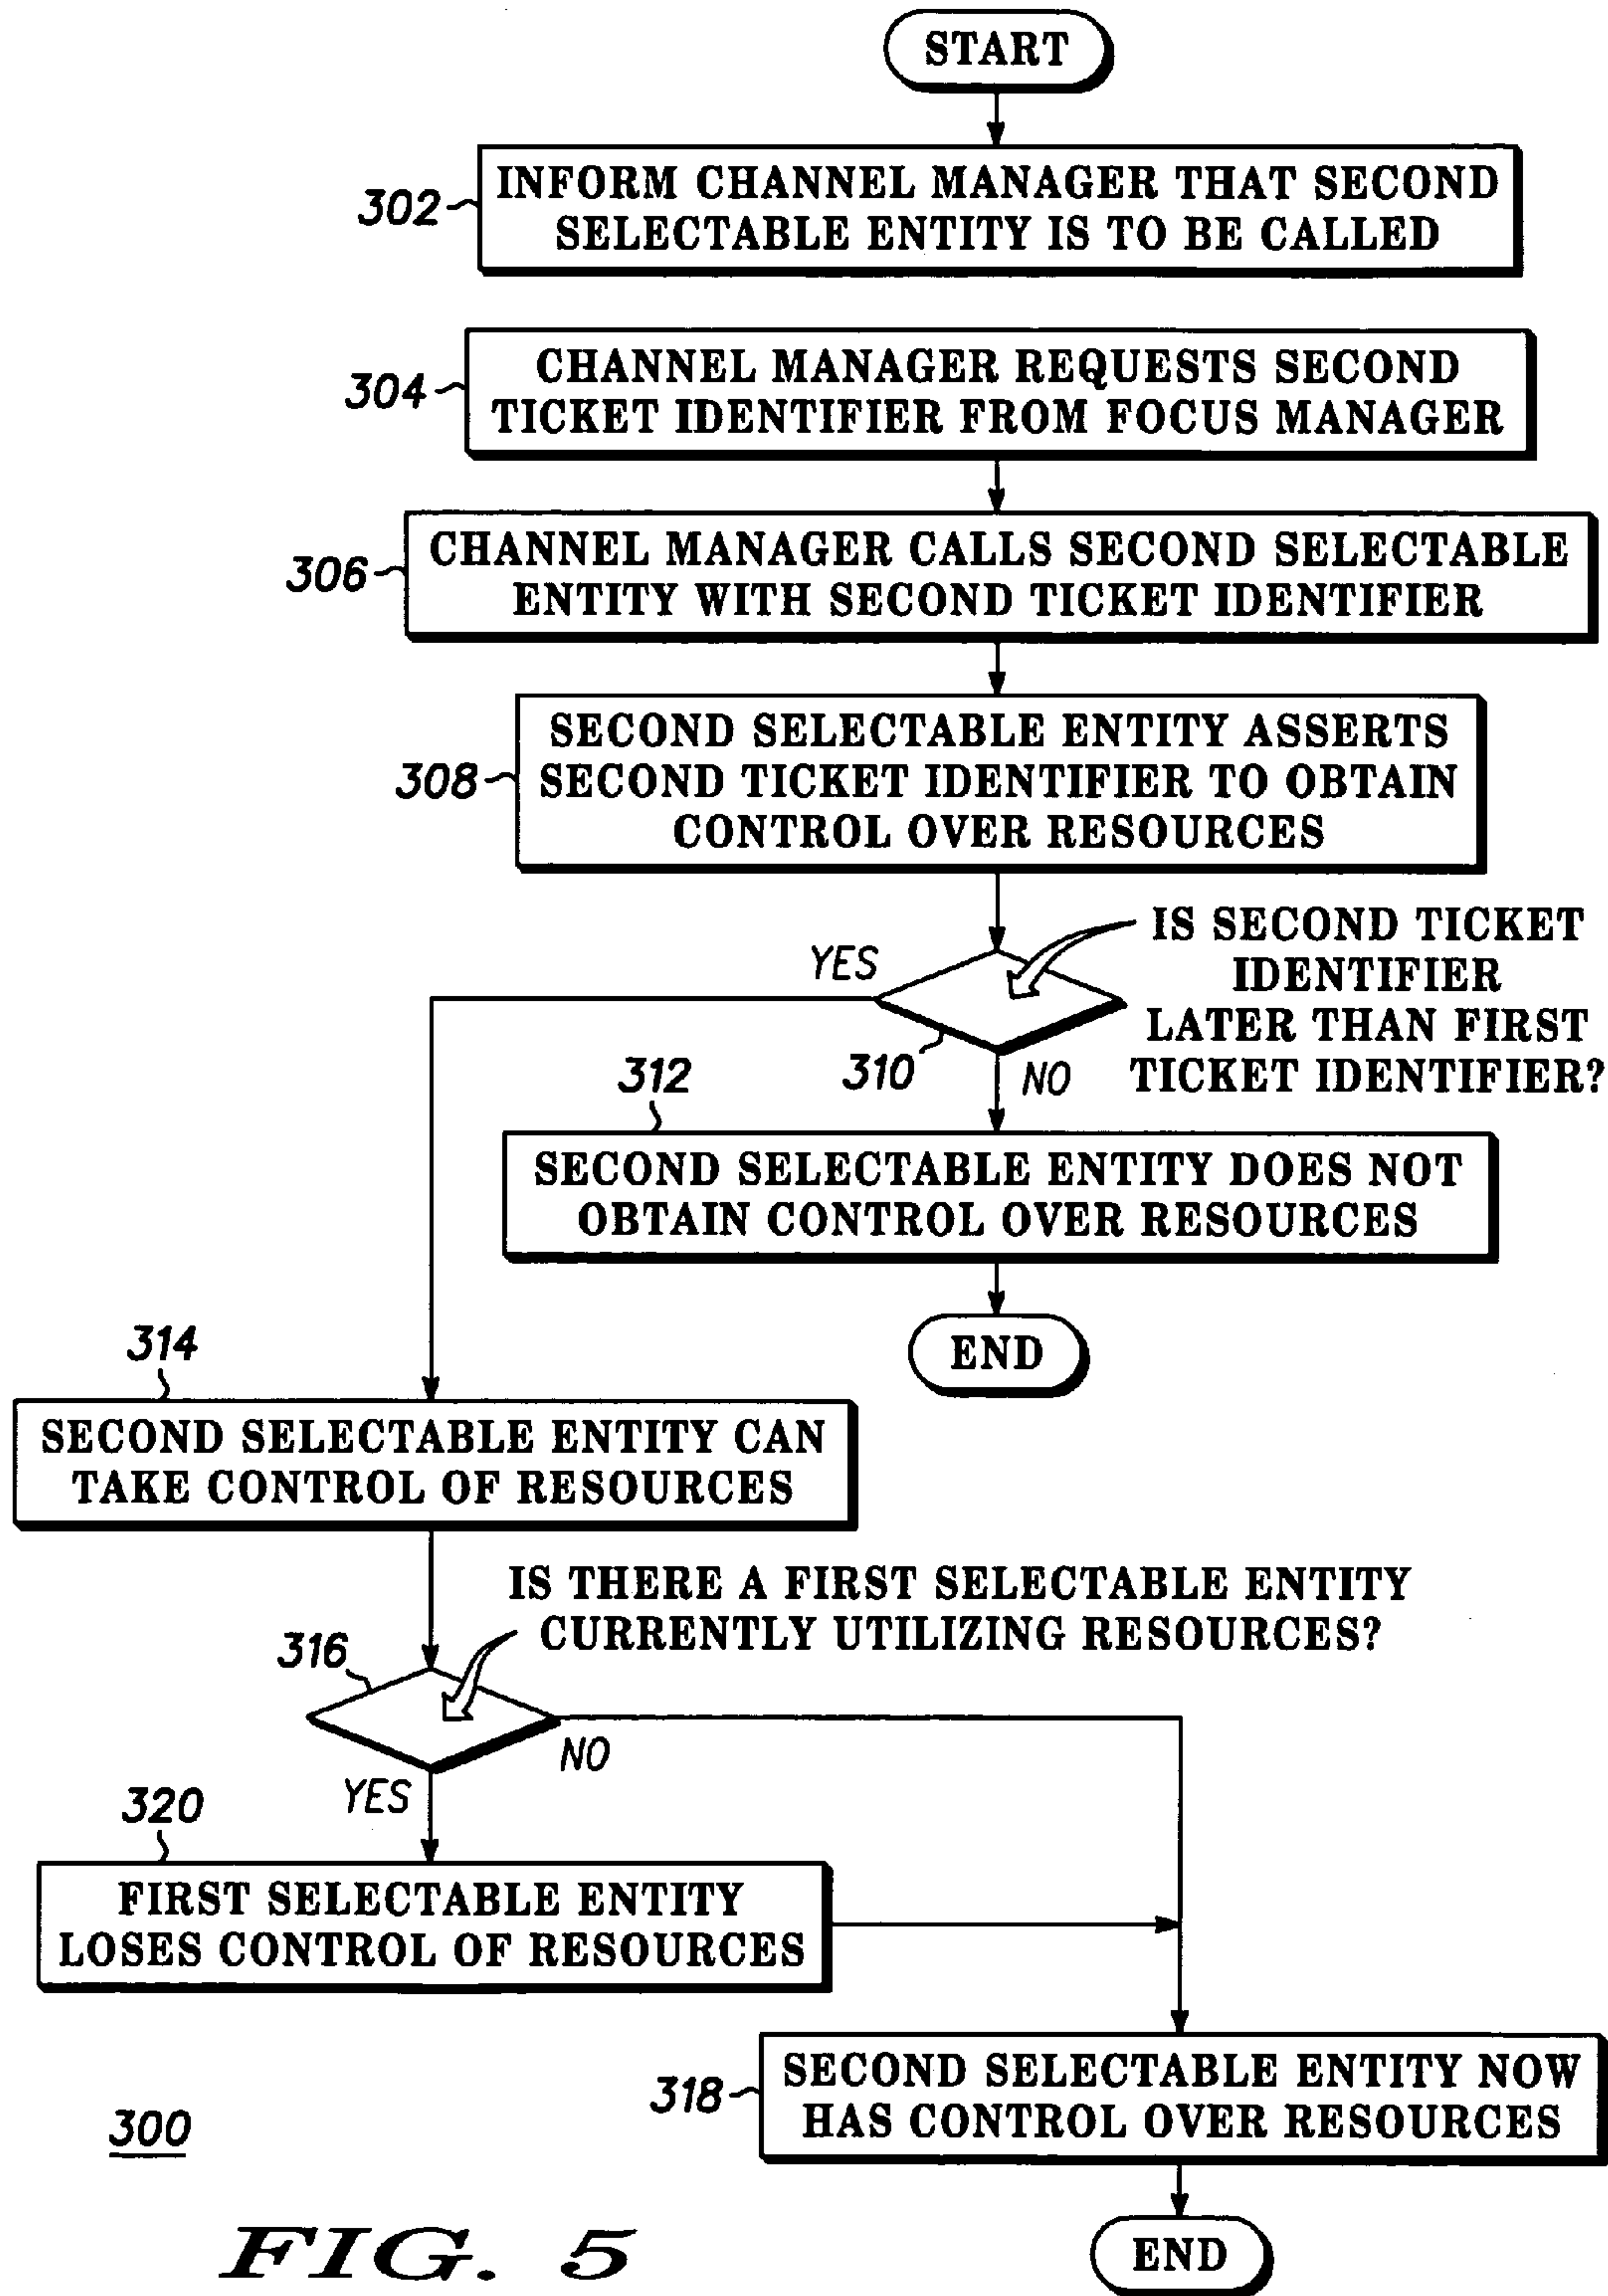 START
302
INFORM CHANNEL MANAGER THAT SECOND
SELECTABLE ENTITY IS TO BE CALLED
304
CHANNEL MANAGER REQUESTS SECOND
TICKET IDENTIFIER FROM FOCUS MANAGER
306
CHANNEL MANAGER CALLS SECOND SELECTABLE
ENTITY WITH SECOND TICKET IDENTIFIER
308
SECOND SELECTABLE ENTITY ASSERTS
SECOND TICKET IDENTIFIER TO OBTAIN
CONTROL OVER RESOURCES
IS SECOND TICKET
IDENTIFIER
LATER THAN FIRST
TICKET IDENTIFIER?
YES
310
NO
312
SECOND SELECTABLE ENTITY DOES NOT
OBTAIN CONTROL OVER RESOURCES
END
314
SECOND SELECTABLE ENTITY CAN
TAKE CONTROL OF RESOURCES
IS THERE A FIRST SELECTABLE ENTITY
CURRENTLY UTILIZING RESOURCES?
316
NO
YES
320
FIRST SELECTABLE ENTITY
LOSES CONTROL OF RESOURCES
318
SECOND SELECTABLE ENTITY NOW
HAS CONTROL OVER RESOURCES
300
END
FIG. 5